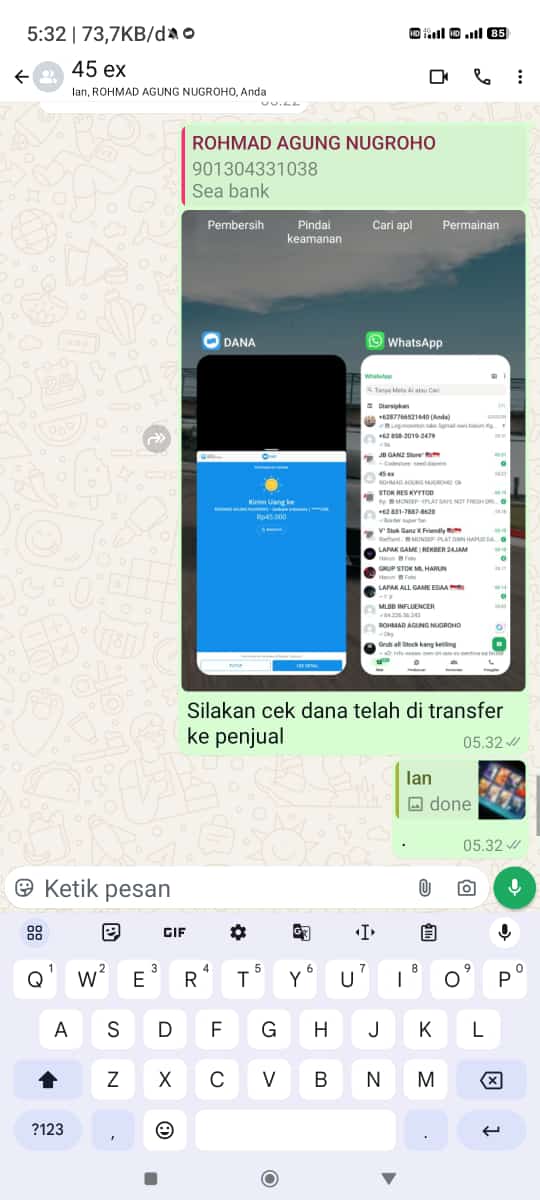 5:32 | 73,7KB/d
85
45 ex
Ian, ROHMAD AGUNG NUGROHO, Anda
05.22
ROHMAD AGUNG NUGROHO
901304331038
Sea bank
Pembersih
Pindai keamanan
Cari apl
Permainan
DANA
WhatsApp
Kirim Uang ke
Rp45.000
WhatsApp
Tanya Meta AI atau Cari
Diarsipkan
+6287766521640 (Anda)
+62 858-2019-2479
JB GANZ Store
45 ex
ROHMAD AGUNG NUGROHO: Ok
STOK RES KYYTOD
+62 831-7887-8628
V' Stok Ganz X Friendly
LAPAK GAME | REKBER 24JAM
GRUP STOK ML HARUN
LAPAK ALL GAME EGAA
MLBB INFLUENCER
ROHMAD AGUNG NUGROHO
Grub all Stock kang ketiling
Silakan cek dana telah di transfer
ke penjual
05.32
Ian
done
.
05.32
Ketik pesan
GIF
Q1 W2 E3 R4 T5 Y6 U7 I8 O9 P0
A S D F G H J K L
Z X C V B N M
?123 , .